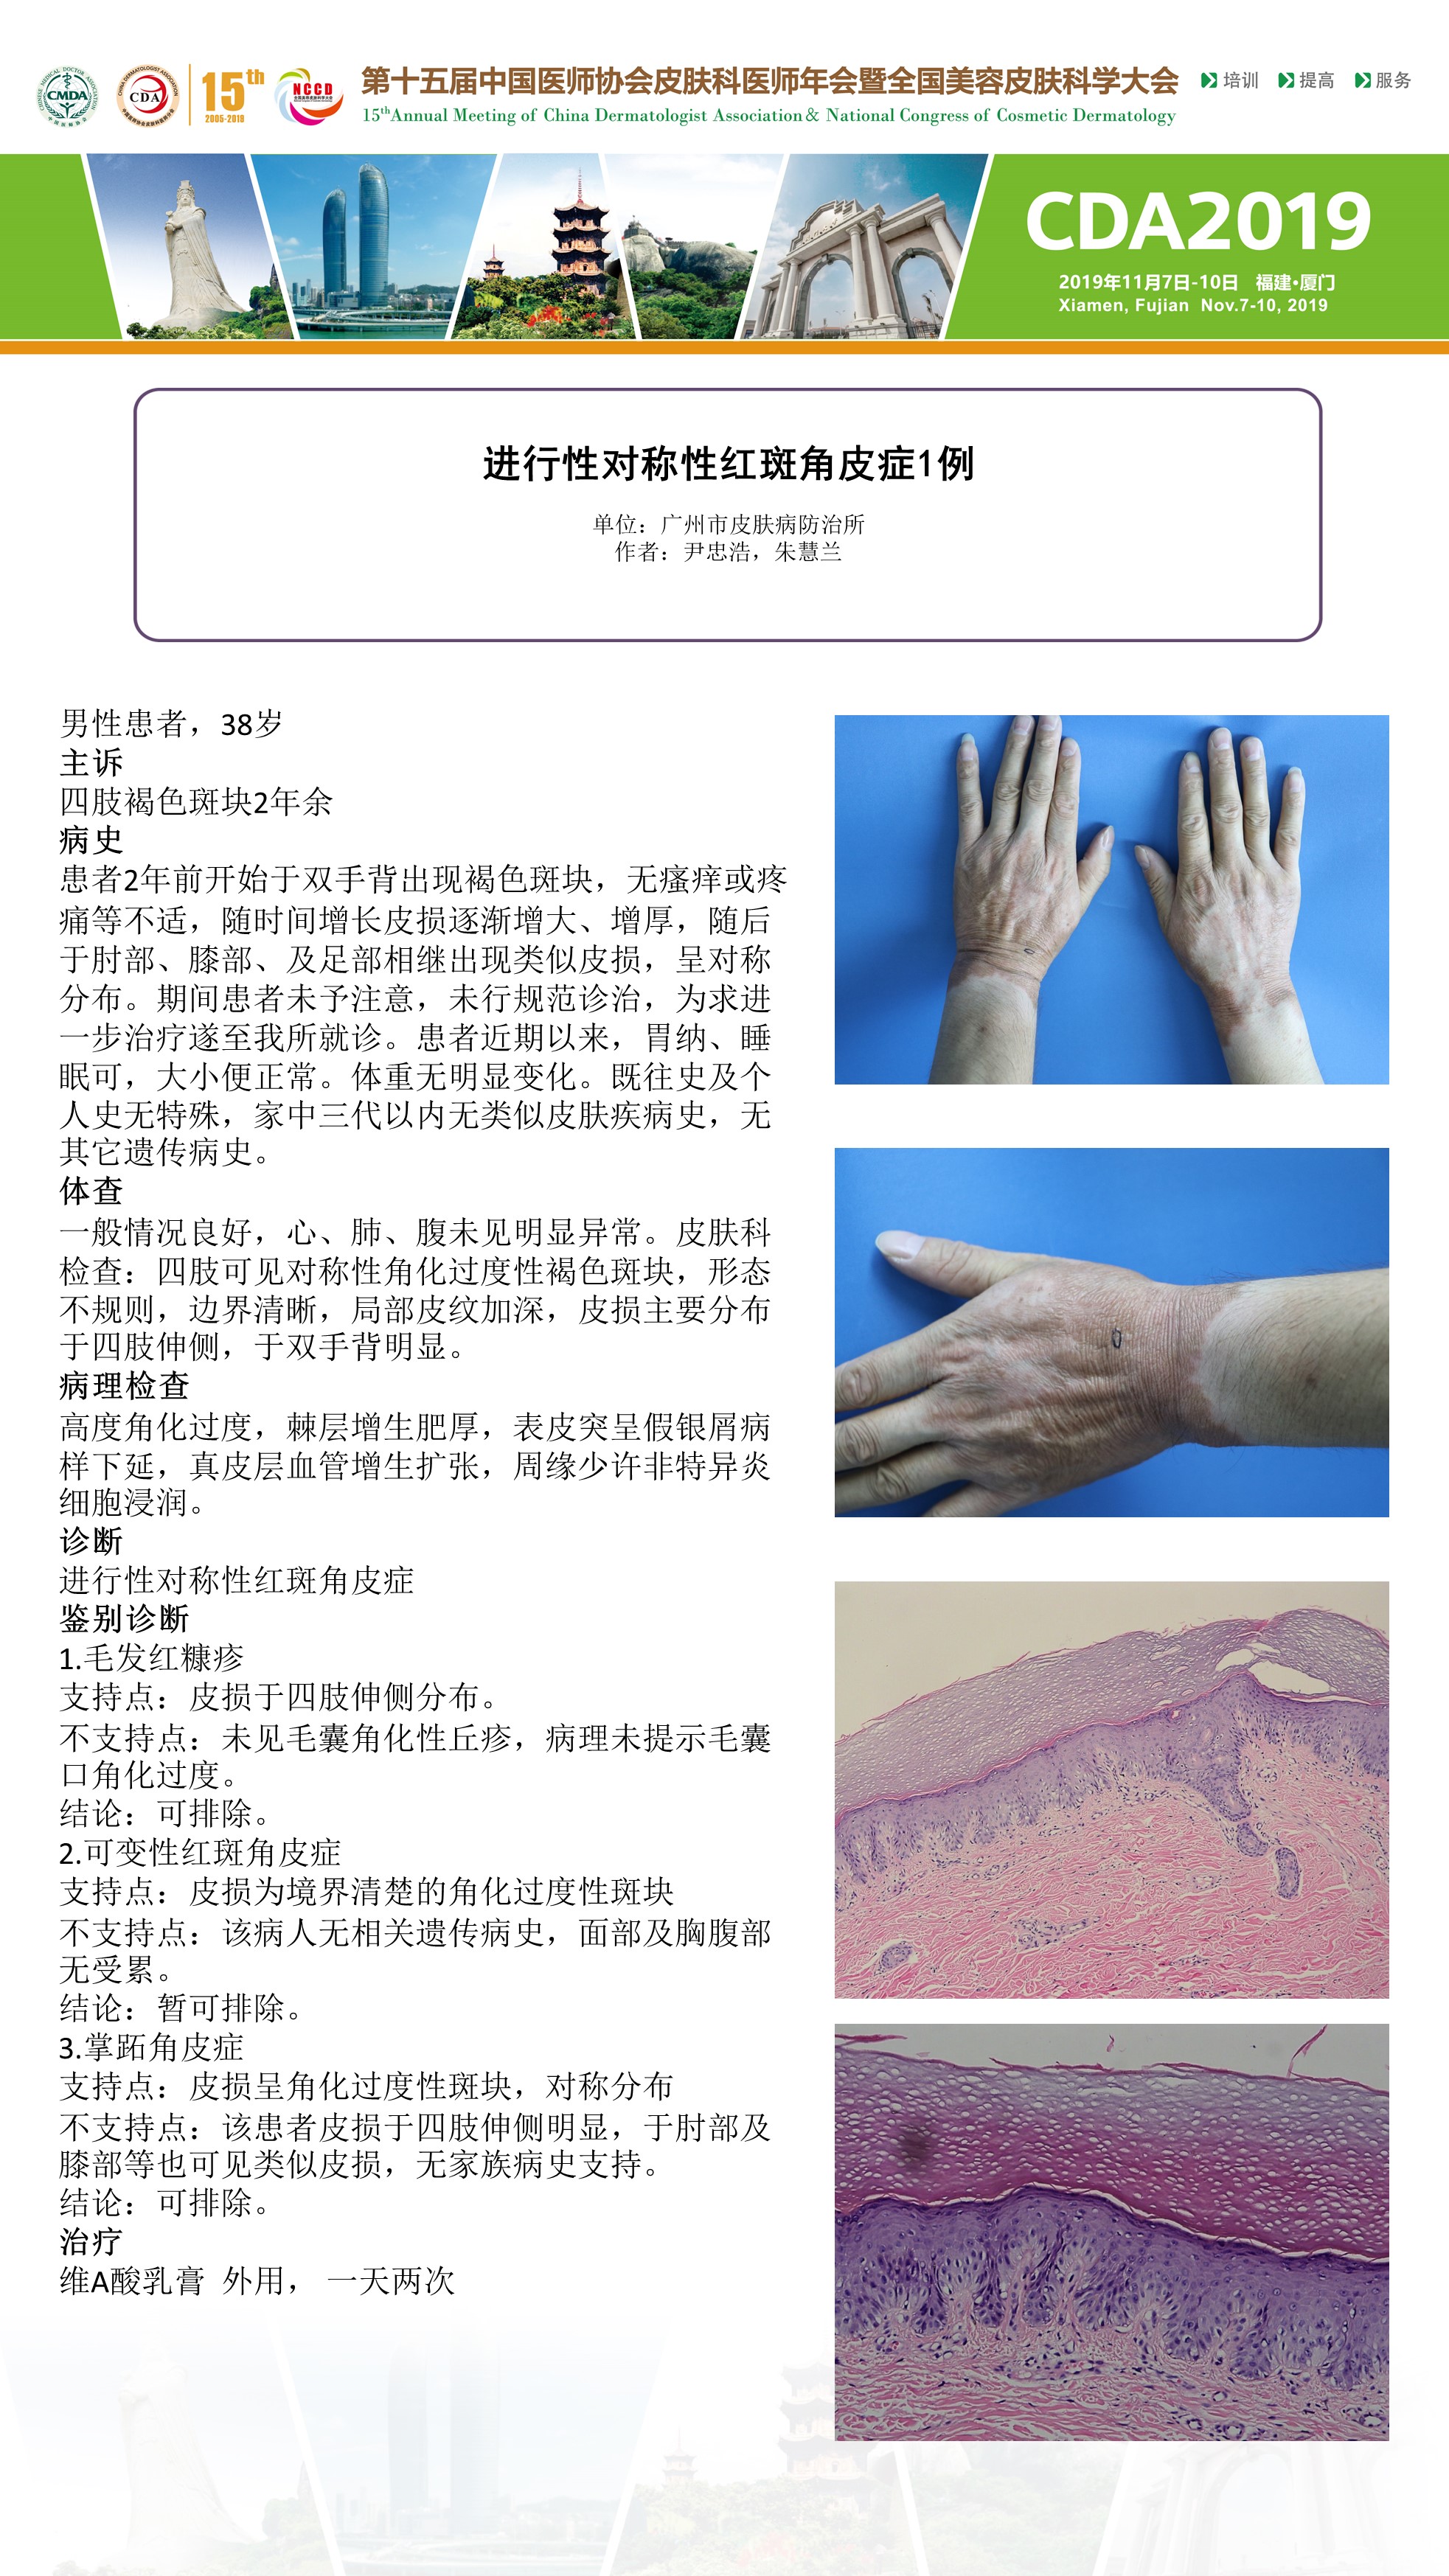 CHINESE MEDICAL DOCTOR ASSOCIATION
CMDA
中国医师协会
CHINA DERMATOLOGIST ASSOCIATION
CDA
15th
2005-2019
NCCD
第十五届中国医师协会皮肤科医师年会暨全国美容皮肤科学大会
15thAnnual Meeting of China Dermatologist Association& National Congress of Cosmetic Dermatology
培训 提高 服务
CDA2019
2019年11月7日-10日 福建·厦门
Xiamen, Fujian Nov.7-10, 2019
进行性对称性红斑角皮症1例
单位：广州市皮肤病防治所
作者：尹忠浩，朱慧兰
男性患者，38岁
主诉
四肢褐色斑块2年余
病史
患者2年前开始于双手背出现褐色斑块，无瘙痒或疼
痛等不适，随时间增长皮损逐渐增大、增厚，随后
于肘部、膝部、及足部相继出现类似皮损，呈对称
分布。期间患者未予注意，未行规范诊治，为求进
一步治疗遂至我所就诊。患者近期以来，胃纳、睡
眠可，大小便正常。体重无明显变化。既往史及个
人史无特殊，家中三代以内无类似皮肤疾病史，无
其它遗传病史。
体查
一般情况良好，心、肺、腹未见明显异常。皮肤科
检查：四肢可见对称性角化过度性褐色斑块，形态
不规则，边界清晰，局部皮纹加深，皮损主要分布
于四肢伸侧，于双手背明显。
病理检查
高度角化过度，棘层增生肥厚，表皮突呈假银屑病
样下延，真皮层血管增生扩张，周缘少许非特异炎
细胞浸润。
诊断
进行性对称性红斑角皮症
鉴别诊断
1.毛发红糠疹
支持点：皮损于四肢伸侧分布。
不支持点：未见毛囊角化性丘疹，病理未提示毛囊
口角化过度。
结论：可排除。
2.可变性红斑角皮症
支持点：皮损为境界清楚的角化过度性斑块
不支持点：该病人无相关遗传病史，面部及胸腹部
无受累。
结论：暂可排除。
3.掌跖角皮症
支持点：皮损呈角化过度性斑块，对称分布
不支持点：该患者皮损于四肢伸侧明显，于肘部及
膝部等也可见类似皮损，无家族病史支持。
结论：可排除。
治疗
维A酸乳膏 外用， 一天两次